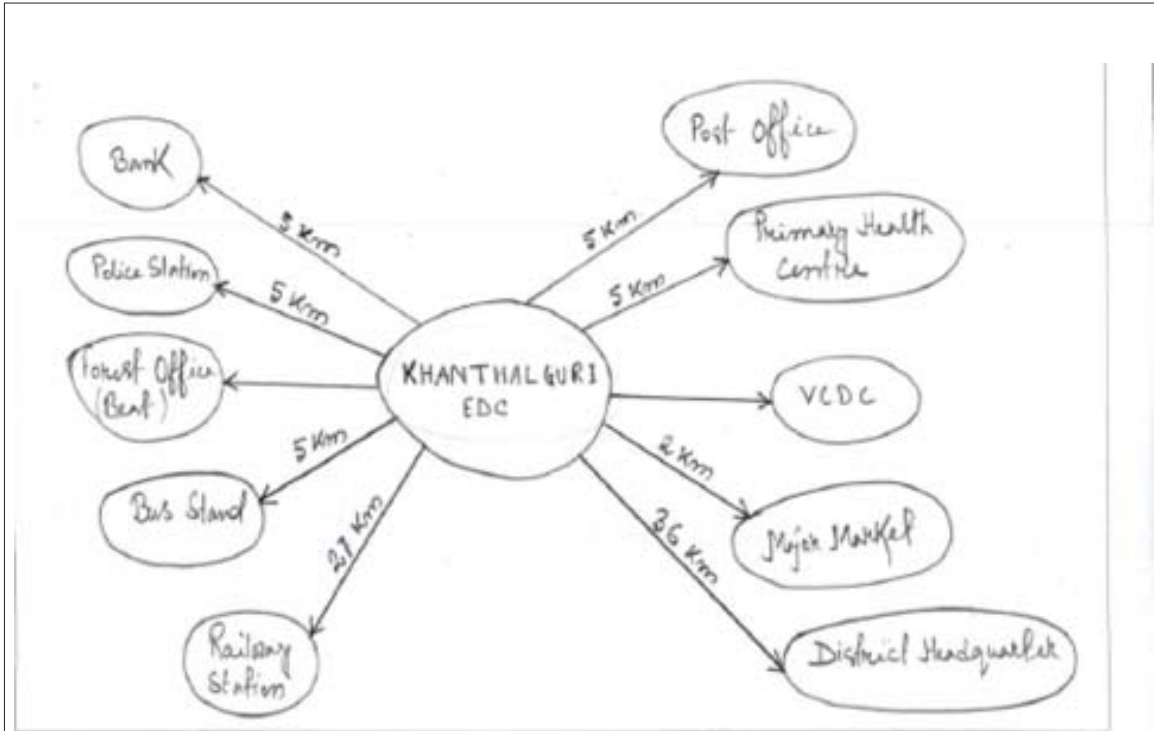 Bank
Post Office
5 Km
5 Km
Primary Health
Centre
Police Station
5 Km
5 Km
Forest Office
(Beat)
KHANTHALGURI
EDC
VCDC
5 Km
2 Km
Bus Stand
27 Km
36 Km
Major Market
Railway
Station
District Headquarter